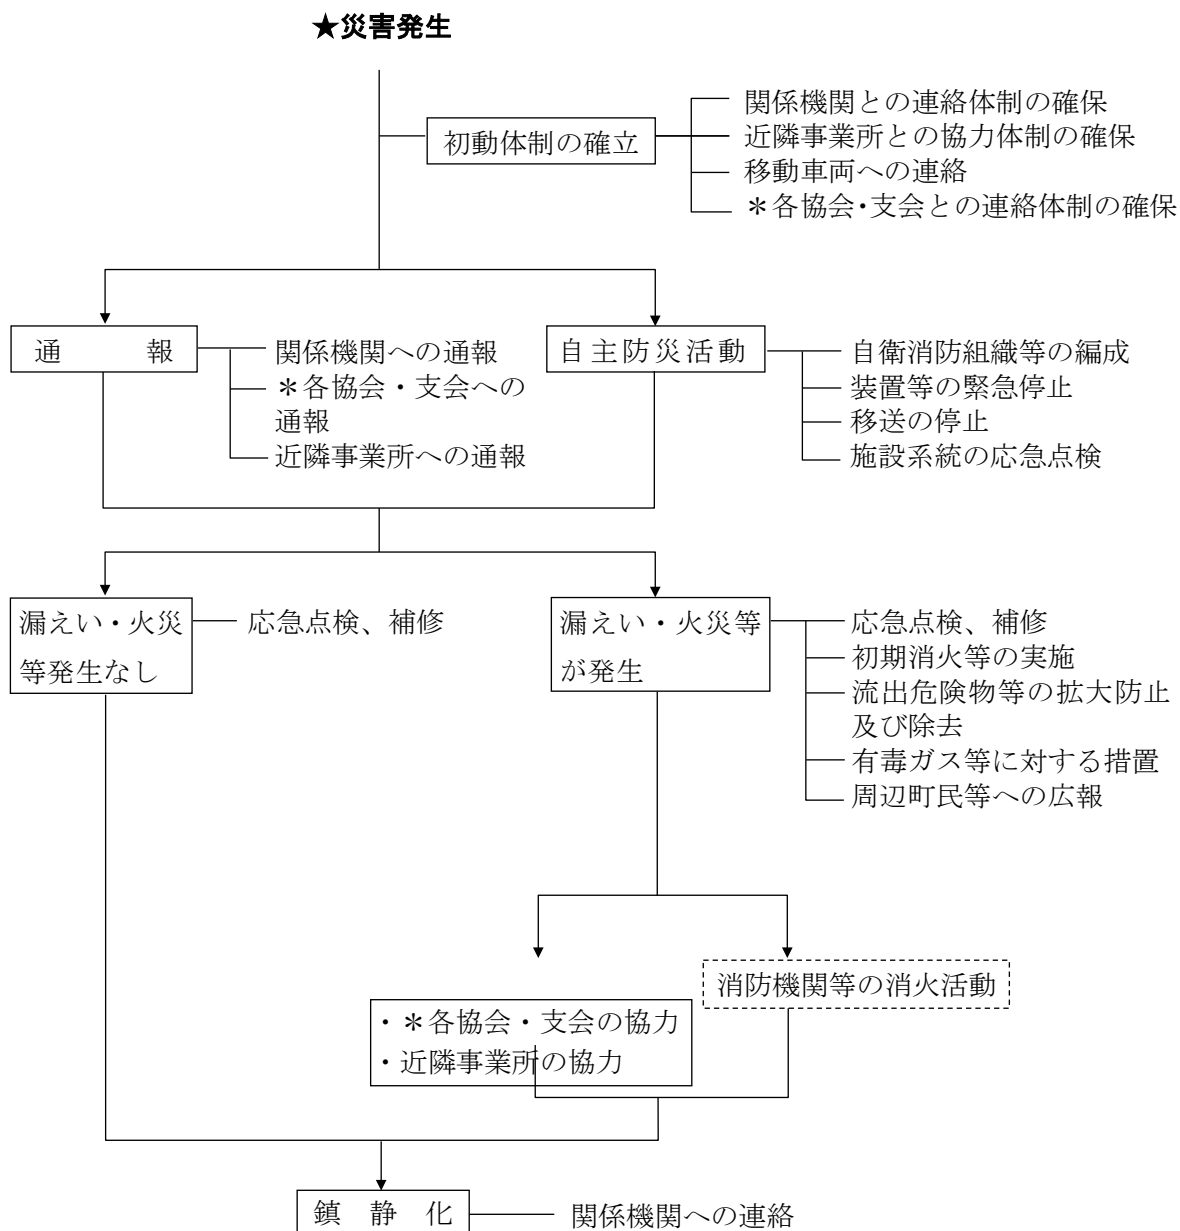 ★災害発生
初動体制の確立
関係機関との連絡体制の確保
近隣事業所との協力体制の確保
移動車両への連絡
＊各協会・支会との連絡体制の確保
通　報
関係機関への通報
＊各協会・支会への
通報
近隣事業所への通報
自主防災活動
自衛消防組織等の編成
装置等の緊急停止
移送の停止
施設系統の応急点検
漏えい・火災
等発生なし
応急点検、補修
漏えい・火災等
が発生
応急点検、補修
初期消火等の実施
流出危険物等の拡大防止
及び除去
有毒ガス等に対する措置
周辺町民等への広報
消防機関等の消火活動
・＊各協会・支会の協力
・近隣事業所の協力
鎮　静　化
関係機関への連絡